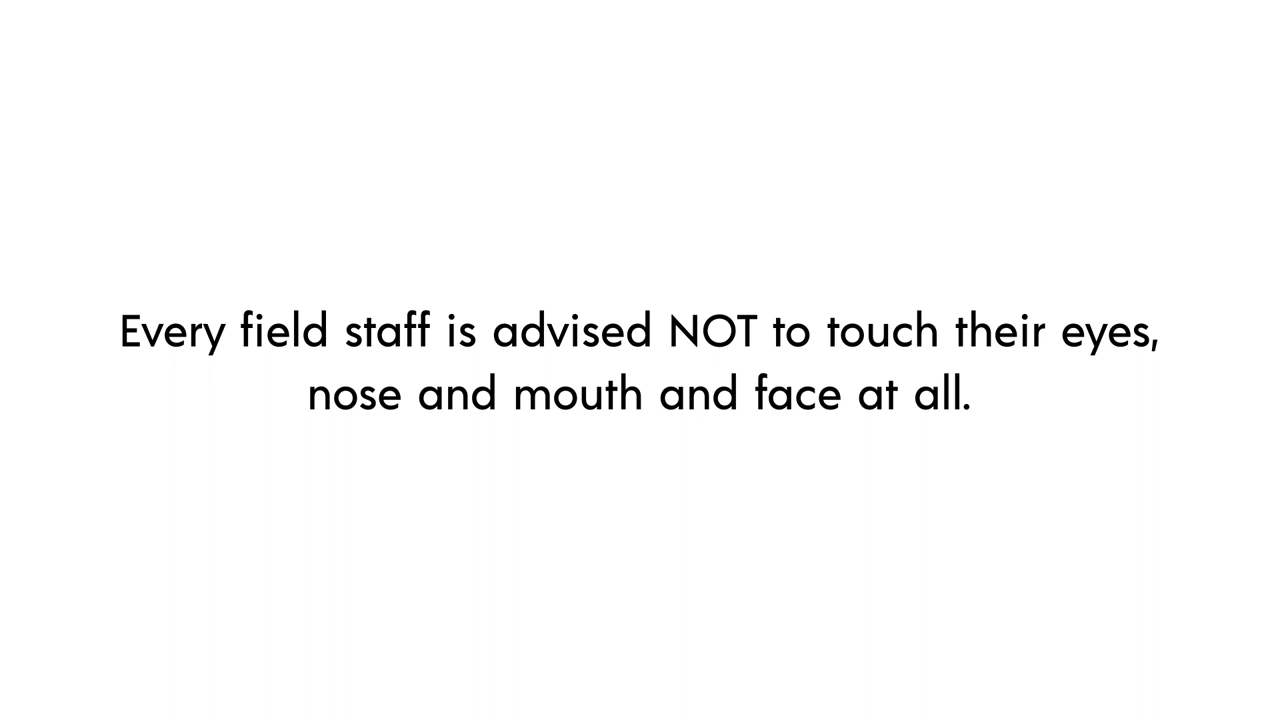 Every field staff is advised NOT to touch their eyes,
nose and mouth and face at all.